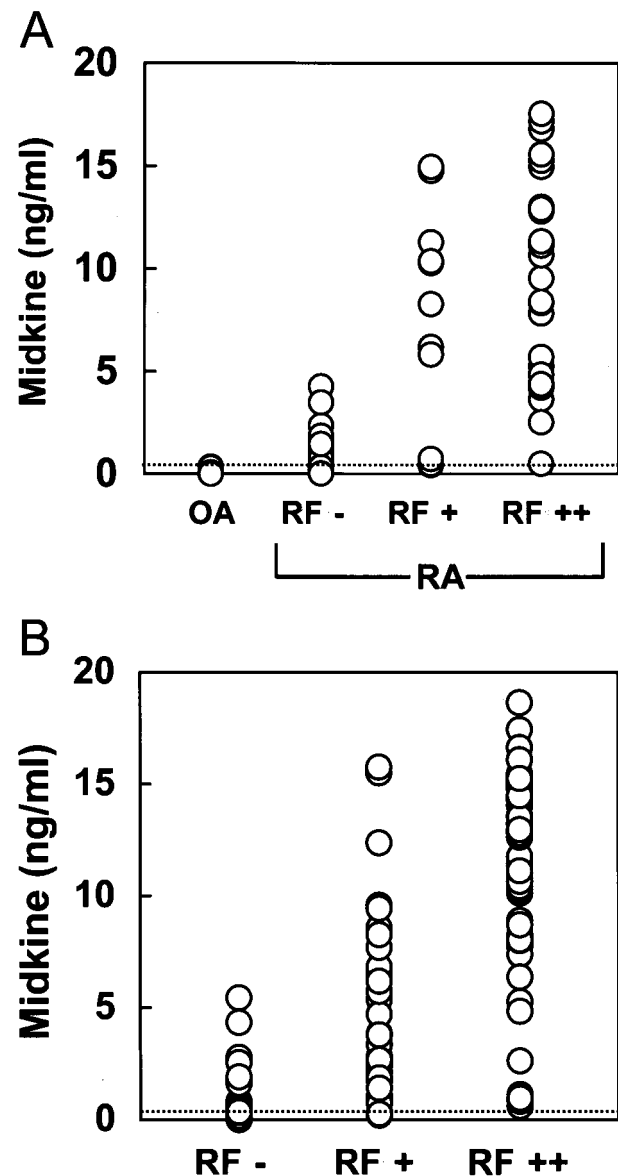 A
Midkine (ng/ml)
20
15
10
5
0
OA RF - RF + RF ++
RA
B
Midkine (ng/ml)
20
15
10
5
0
RF - RF + RF ++